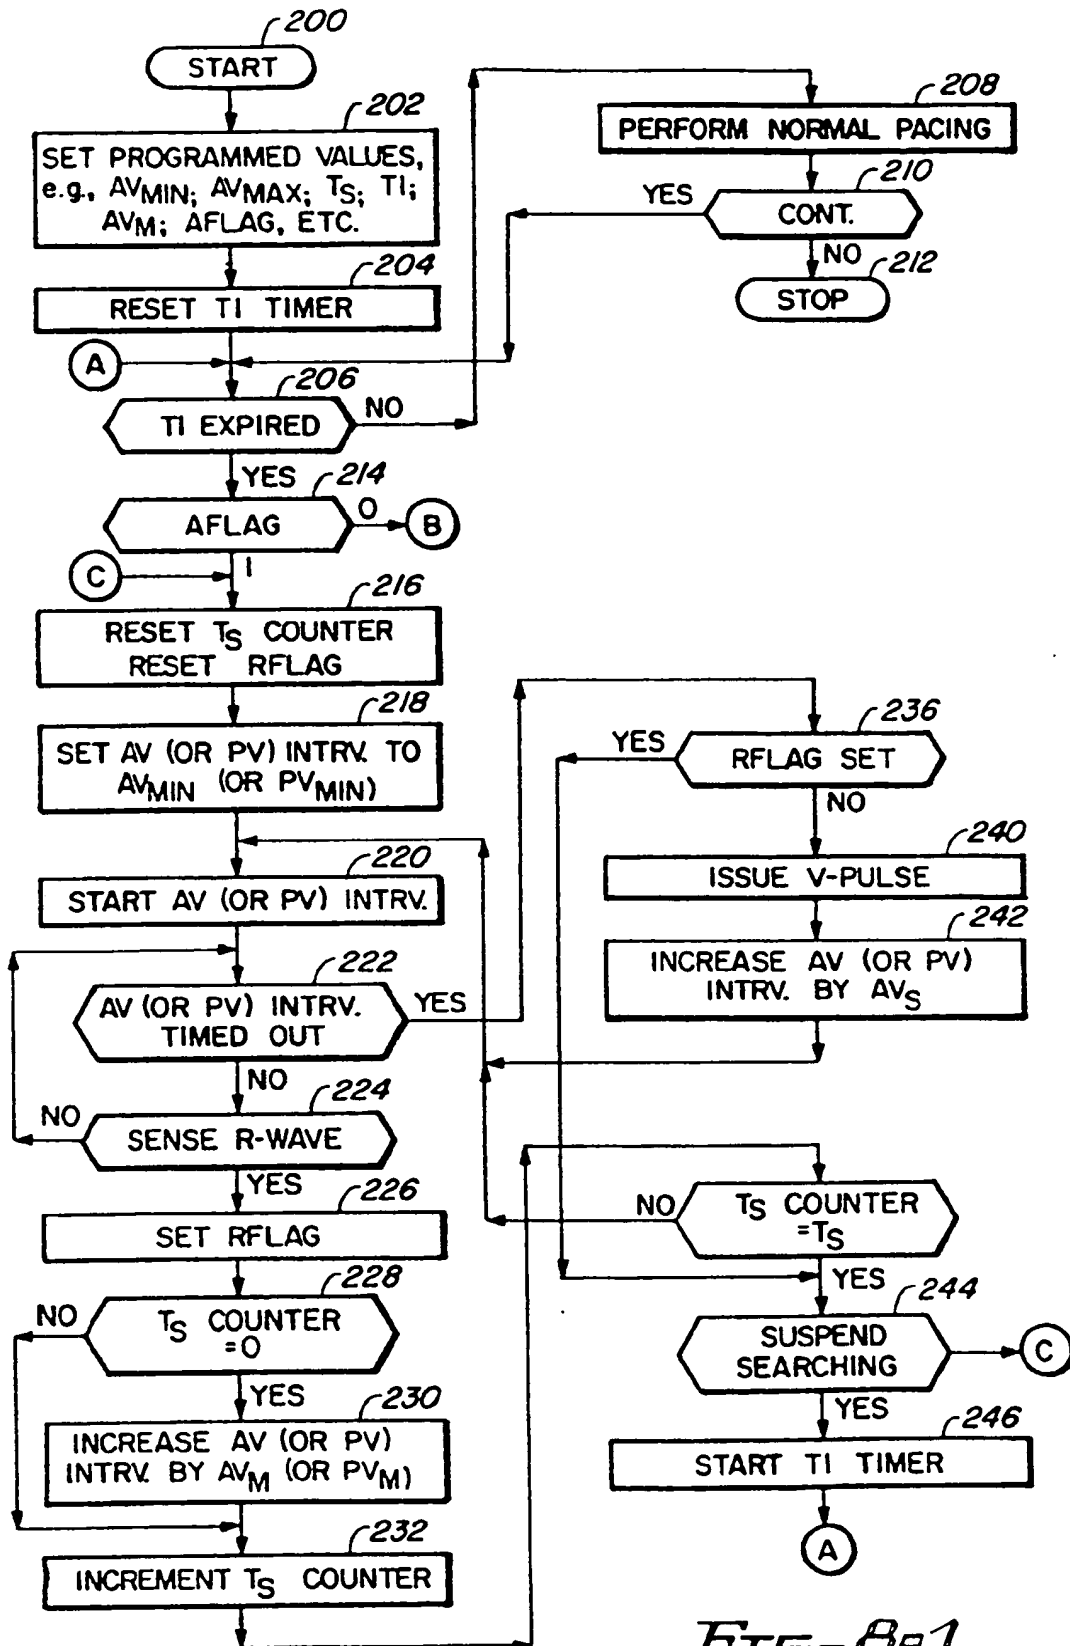 200
START
202
SET PROGRAMMED VALUES,
e.g., AVMIN; AVMAX; TS; TI;
AVM; AFLAG, ETC.
204
RESET TI TIMER
A
206
TI EXPIRED
NO
YES
214
AFLAG
0
B
C
1
216
RESET TS COUNTER
RESET RFLAG
218
SET AV (OR PV) INTRV. TO
AVMIN (OR PVMIN)
220
START AV (OR PV) INTRV.
222
AV (OR PV) INTRV.
TIMED OUT
YES
NO
224
NO
SENSE R-WAVE
YES
226
SET RFLAG
228
NO
TS COUNTER
=0
YES
230
INCREASE AV (OR PV)
INTRV. BY AVM (OR PVM)
232
INCREMENT TS COUNTER
208
PERFORM NORMAL PACING
210
YES
CONT.
NO
212
STOP
236
YES
RFLAG SET
NO
240
ISSUE V-PULSE
242
INCREASE AV (OR PV)
INTRV. BY AVS
NO
TS COUNTER
=TS
YES
244
SUSPEND
SEARCHING
C
YES
246
START TI TIMER
A
FIG.-8a1